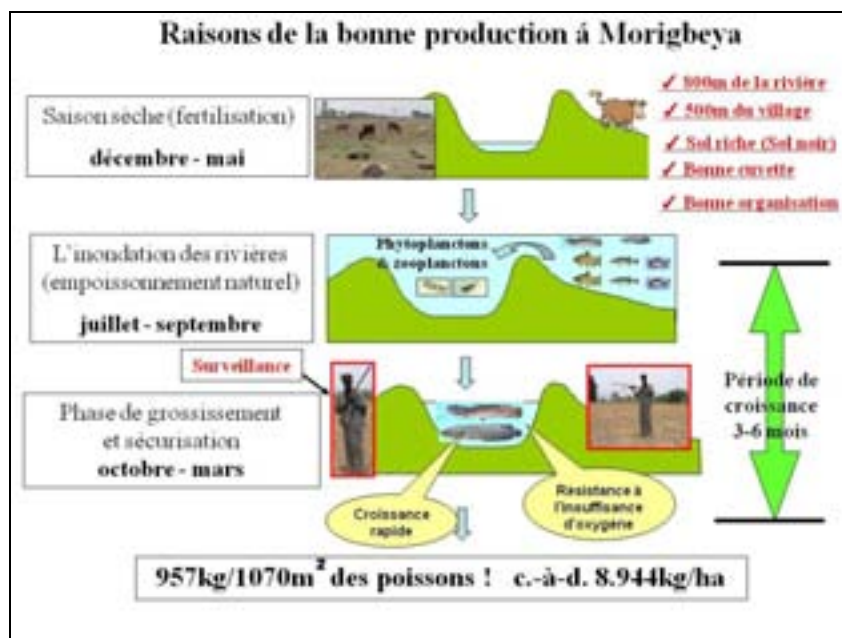 Raisons de la bonne production á Morigbeya
Saison sèche (fertilisation)
décembre - mai
✓ 800m de la rivière
✓ 500m du village
✓ Sol riche (Sol noir)
✓ Bonne cuvette
✓ Bonne organisation
L'inondation des rivières
(empoissonnement naturel)
juillet - septembre
Phytoplanctons
& zooplanctons
Surveillance
Phase de grossissement
et sécurisation
octobre - mars
Période de
croissance
3-6 mois
Croissance
rapide
Resistance à
l'insuffisance
d'oxygène
957kg/1070m² des poissons ! c.-à-d. 8.944kg/ha